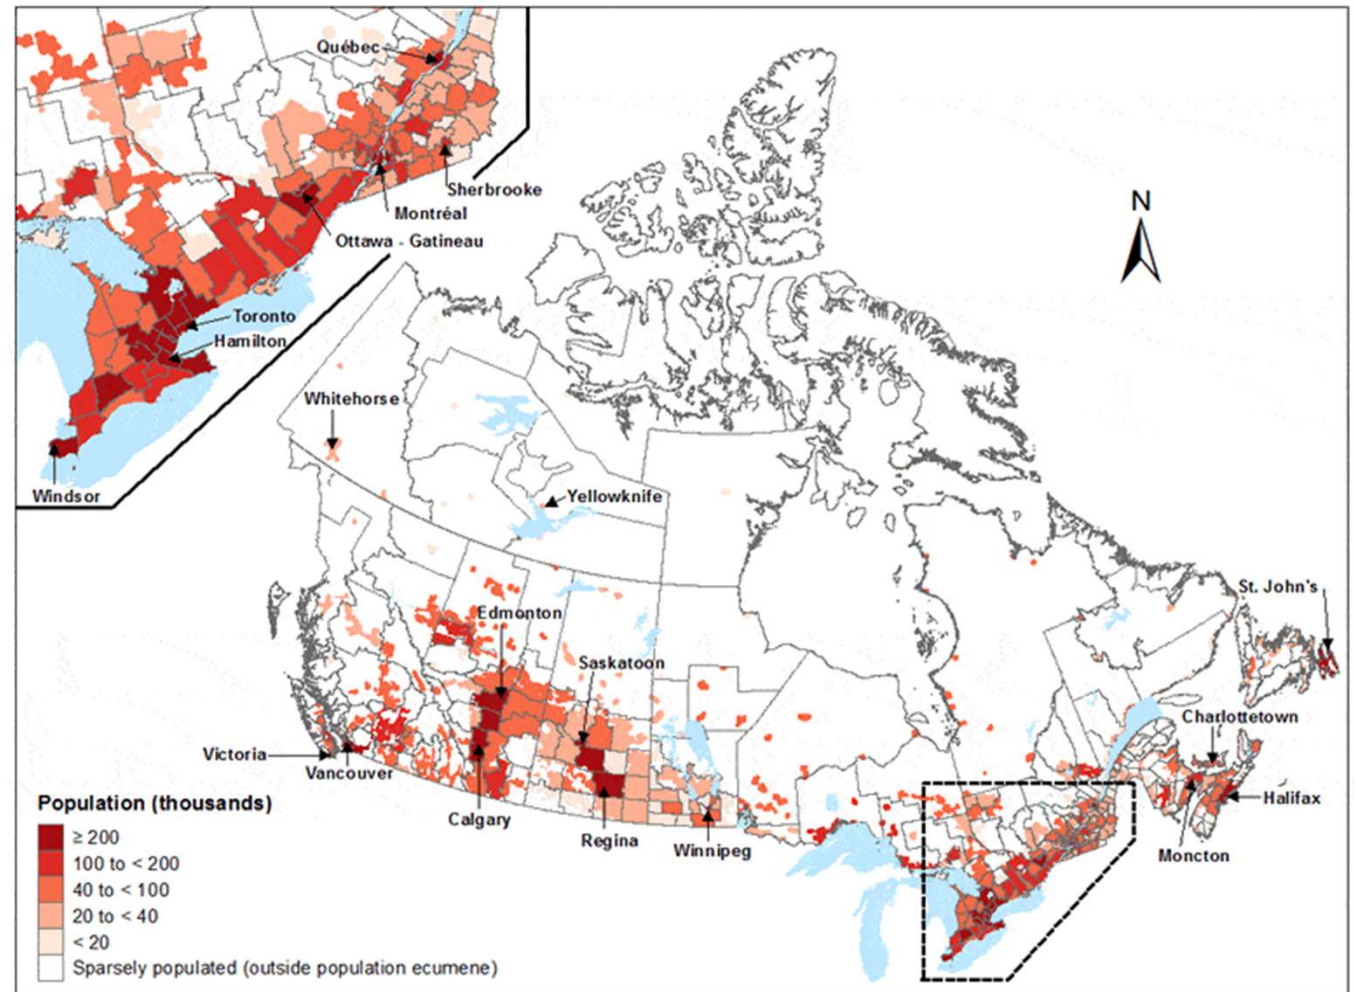 Québec
Sherbrooke
Montréal
Ottawa - Gatineau
Toronto
Hamilton
Windsor
N
Whitehorse
Yellowknife
St. John's
Edmonton
Saskatoon
Charlottetown
Victoria
Vancouver
Halifax
Calgary
Regina
Winnipeg
Moncton
Population (thousands)
≥ 200
100 to < 200
40 to < 100
20 to < 40
< 20
Sparsely populated (outside population ecumene)